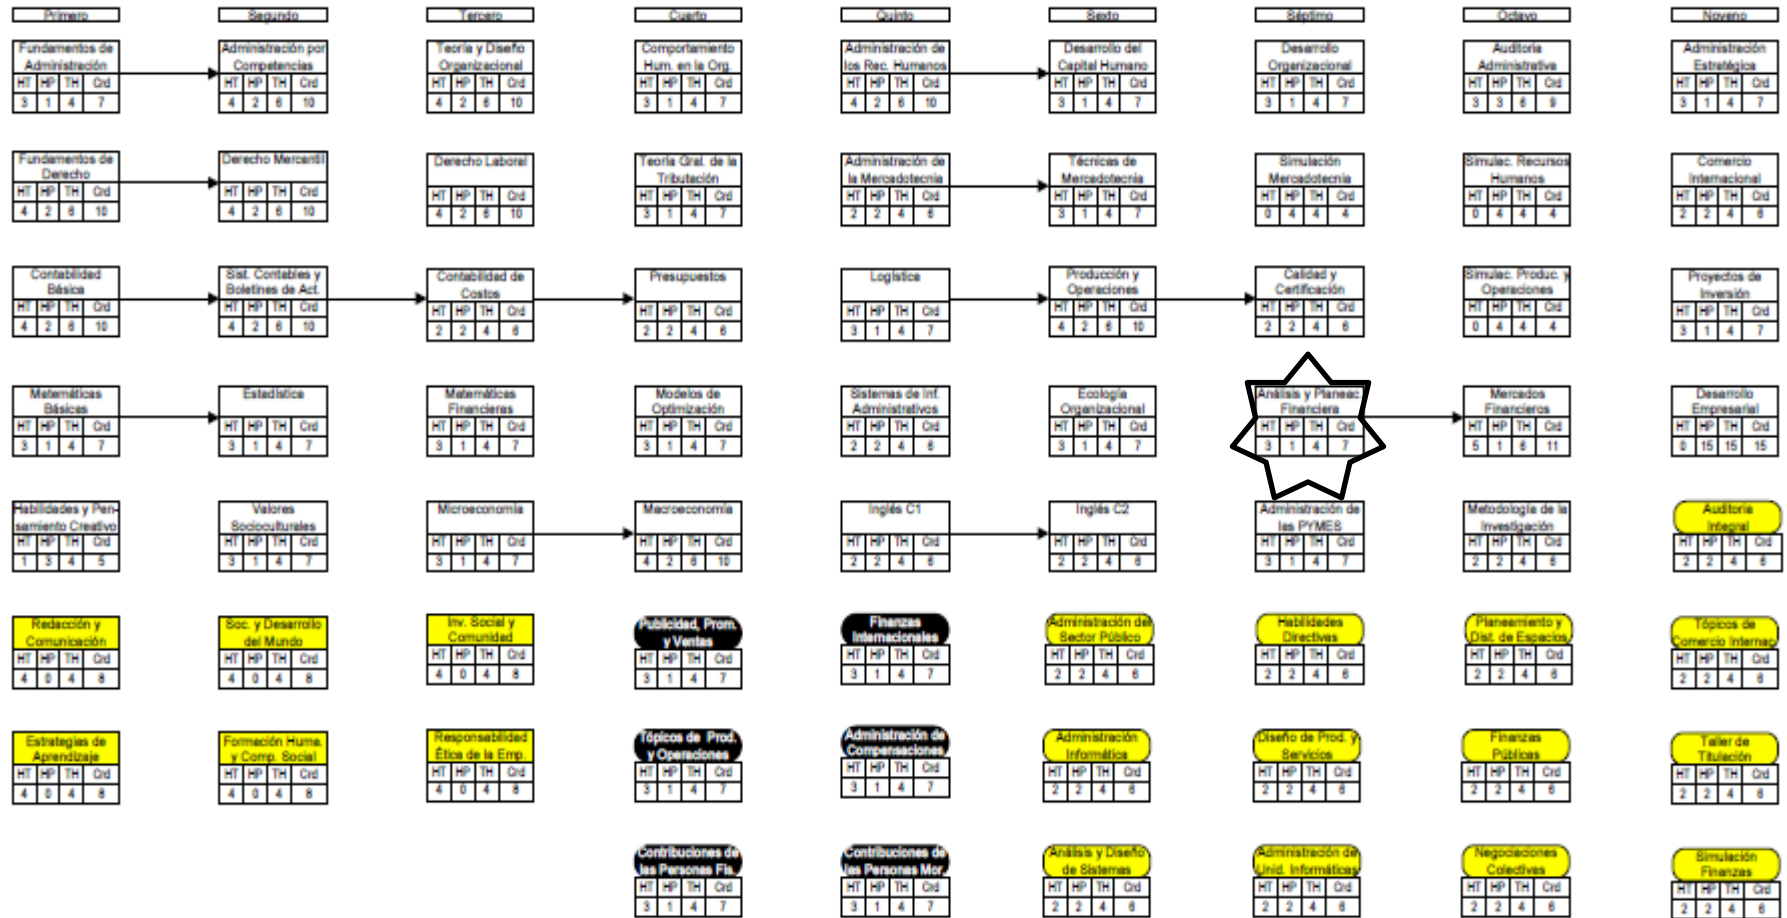 Primero Segundo Tercero Cuarto Quinto Sexto Séptimo Octavo Noveno
Fundamentos de Administración
HT HP TH Crd
3 1 4 7
Administración por Competencias
HT HP TH Crd
4 2 6 10
Teoría y Diseño Organizacional
HT HP TH Crd
4 2 6 10
Comportamiento Hum. en la Org.
HT HP TH Crd
3 1 4 7
Administración de los Rec. Humanos
HT HP TH Crd
4 2 6 10
Desarrollo del Capital Humano
HT HP TH Crd
3 1 4 7
Desarrollo Organizacional
HT HP TH Crd
3 1 4 7
Auditoría Administrativa
HT HP TH Crd
3 3 6 9
Administración Estratégica
HT HP TH Crd
3 1 4 7
Fundamentos de Derecho
HT HP TH Crd
4 2 6 10
Derecho Mercantil
HT HP TH Crd
4 2 6 10
Derecho Laboral
HT HP TH Crd
4 2 6 10
Teoría Gral. de la Tributación
HT HP TH Crd
3 1 4 7
Administración de la Mercadotecnia
HT HP TH Crd
2 2 4 6
Técnicas de Mercadotecnia
HT HP TH Crd
3 1 4 7
Simulación Mercadotecnia
HT HP TH Crd
0 4 4 4
Simulac. Recursos Humanos
HT HP TH Crd
0 4 4 4
Comercio Internacional
HT HP TH Crd
2 2 4 6
Contabilidad Básica
HT HP TH Crd
4 2 6 10
Sist. Contables y Boletines de Act.
HT HP TH Crd
4 2 6 10
Contabilidad de Costos
HT HP TH Crd
2 2 4 6
Presupuestos
HT HP TH Crd
2 2 4 6
Logística
HT HP TH Crd
3 1 4 7
Producción y Operaciones
HT HP TH Crd
4 2 6 10
Calidad y Certificación
HT HP TH Crd
2 2 4 6
Simulac. Produc. y Operaciones
HT HP TH Crd
0 4 4 4
Proyectos de Inversión
HT HP TH Crd
3 1 4 7
Matemáticas Básicas
HT HP TH Crd
3 1 4 7
Estadística
HT HP TH Crd
3 1 4 7
Matemáticas Financieras
HT HP TH Crd
3 1 4 7
Modelos de Optimización
HT HP TH Crd
3 1 4 7
Sistemas de Inf. Administrativos
HT HP TH Crd
2 2 4 6
Ecología Organizacional
HT HP TH Crd
3 1 4 7
Análisis y Planeac. Financiera
HT HP TH Crd
3 1 4 7
Mercados Financieros
HT HP TH Crd
5 1 6 11
Desarrollo Empresarial
HT HP TH Crd
0 15 15 15
Habilidades y Pensamiento Creativo
HT HP TH Crd
1 3 4 5
Valores Socioculturales
HT HP TH Crd
3 1 4 7
Microeconomía
HT HP TH Crd
3 1 4 7
Macroeconomía
HT HP TH Crd
4 2 6 10
Inglés C1
HT HP TH Crd
2 2 4 6
Inglés C2
HT HP TH Crd
2 2 4 6
Administración de las PYMES
HT HP TH Crd
3 1 4 7
Metodología de la Investigación
HT HP TH Crd
2 2 4 6
Auditoría Integral
HT HP TH Crd
2 2 4 6
Redacción y Comunicación
HT HP TH Crd
4 0 4 8
Soc. y Desarrollo del Mundo
HT HP TH Crd
4 0 4 8
Inv. Social y Comunidad
HT HP TH Crd
4 0 4 8
Publicidad, Prom. y Ventas
HT HP TH Crd
3 1 4 7
Finanzas Internacionales
HT HP TH Crd
3 1 4 7
Administración del Sector Público
HT HP TH Crd
2 2 4 6
Habilidades Directivas
HT HP TH Crd
2 2 4 6
Planeamiento y Dist. de Espacios
HT HP TH Crd
2 2 4 6
Tópicos de Comercio Internac.
HT HP TH Crd
2 2 4 6
Estrategias de Aprendizaje
HT HP TH Crd
4 0 4 8
Formación Huma. y Comp. Social
HT HP TH Crd
4 0 4 8
Responsabilidad Ética de la Emp.
HT HP TH Crd
4 0 4 8
Tópicos de Prod. y Operaciones
HT HP TH Crd
3 1 4 7
Administración de Compensaciones
HT HP TH Crd
3 1 4 7
Administración Informática
HT HP TH Crd
2 2 4 6
Diseño de Prod. y Servicios
HT HP TH Crd
2 2 4 6
Finanzas Públicas
HT HP TH Crd
2 2 4 6
Taller de Titulación
HT HP TH Crd
2 2 4 6
Contribuciones de las Personas Fis.
HT HP TH Crd
3 1 4 7
Contribuciones de las Personas Mor.
HT HP TH Crd
3 1 4 7
Análisis y Diseño de Sistemas
HT HP TH Crd
2 2 4 6
Administración de Unid. Informáticas
HT HP TH Crd
2 2 4 6
Negociaciones Colectivas
HT HP TH Crd
2 2 4 6
Simulación Finanzas
HT HP TH Crd
2 2 4 6